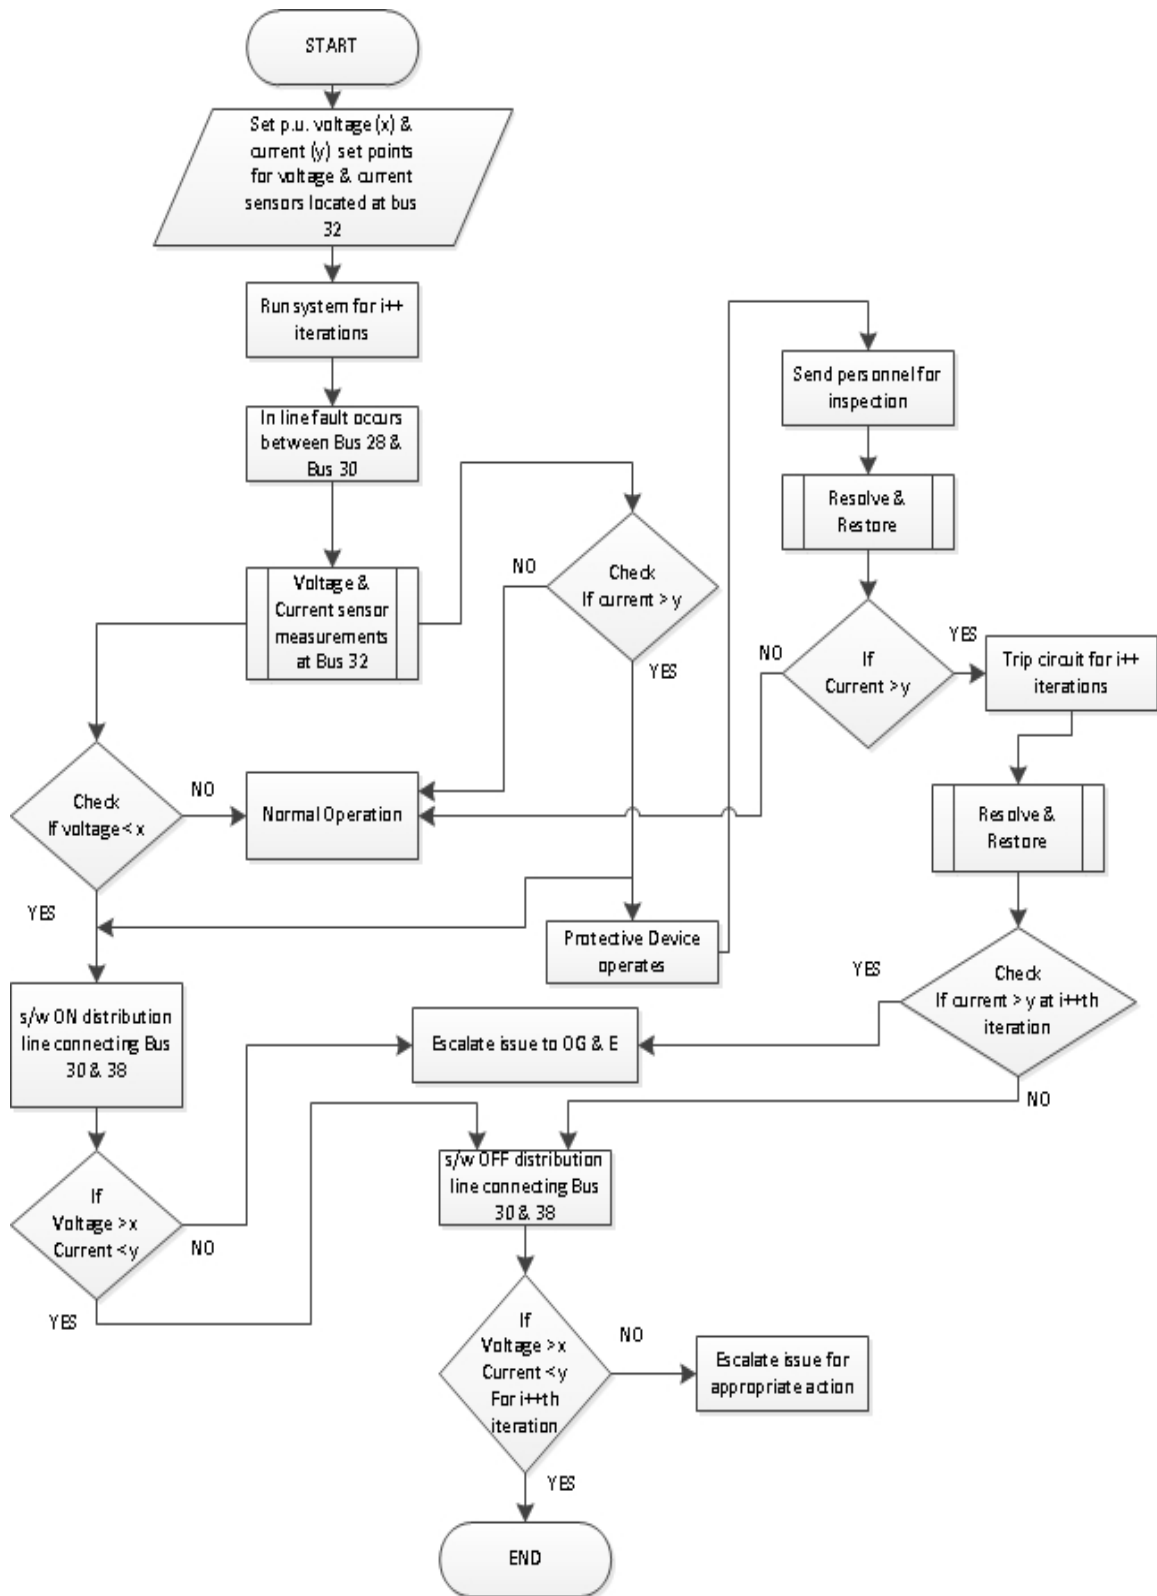 START
Set p.u. voltage (x) &
current (y) set points
for voltage & current
sensors located at bus
32
Run system for i++
iterations
In line fault occurs
between Bus 28 &
Bus 30
Voltage &
Current sensor
measurements
at Bus 32
Check
If current > y
NO
YES
Send personnel for
inspection
Resolve &
Restore
If
Current > y
NO
YES
Trip circuit for i++
iterations
Resolve &
Restore
Check
If current > y at i++th
iteration
YES
NO
Check
If voltage < x
NO
YES
Normal Operation
Protective Device
operates
s/w ON distribution
line connecting Bus
30 & 38
Escalate issue to OG & E
If
Voltage > x
Current < y
NO
YES
s/w OFF distribution
line connecting Bus
30 & 38
If
Voltage > x
Current < y
For i++th
iteration
NO
YES
Escalate issue for
appropriate action
END